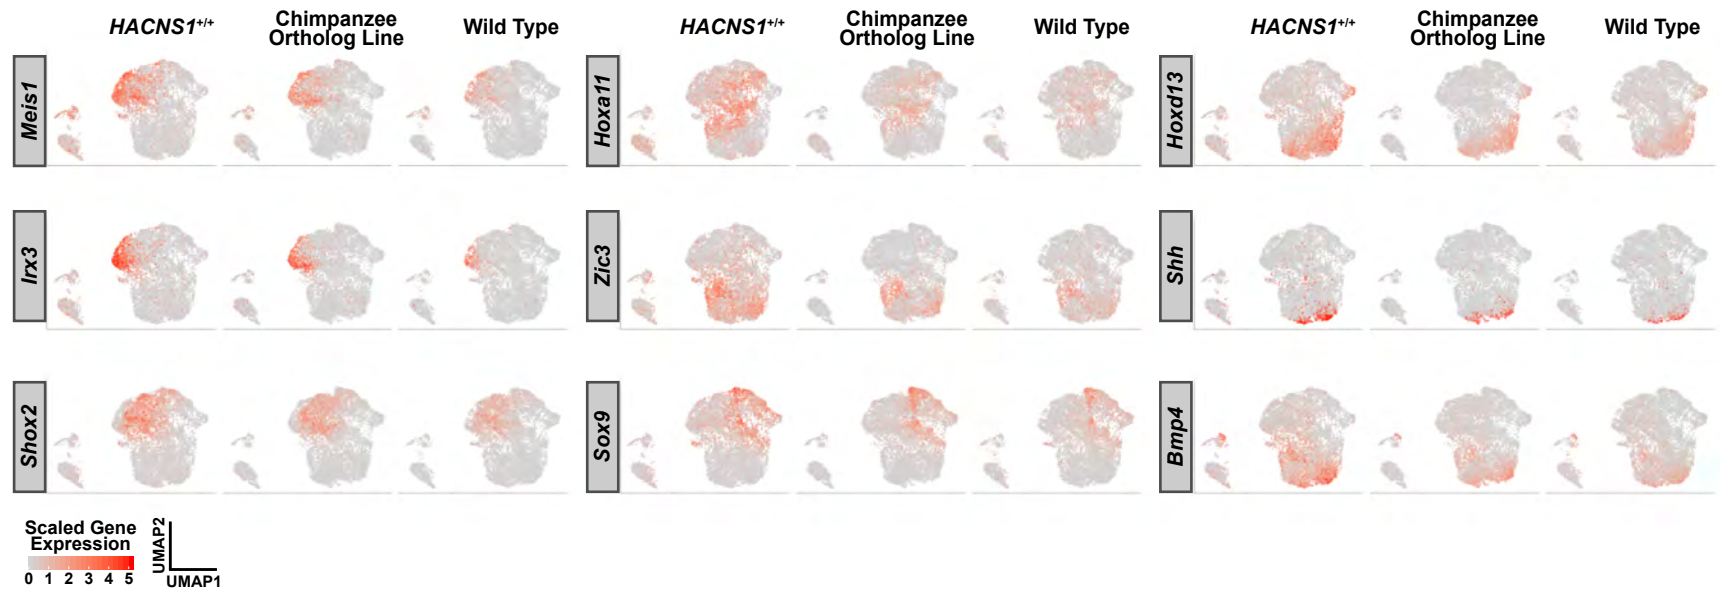 HACNS1+/+
Chimpanzee
Ortholog Line
Wild Type
HACNS1+/+
Chimpanzee
Ortholog Line
Wild Type
HACNS1+/+
Chimpanzee
Ortholog Line
Wild Type
Meis1
Hoxa11
Hoxd13
Irx3
Zic3
Shh
Shox2
Sox9
Bmp4
Scaled Gene
Expression
0 1 2 3 4 5
UMAP2
UMAP1